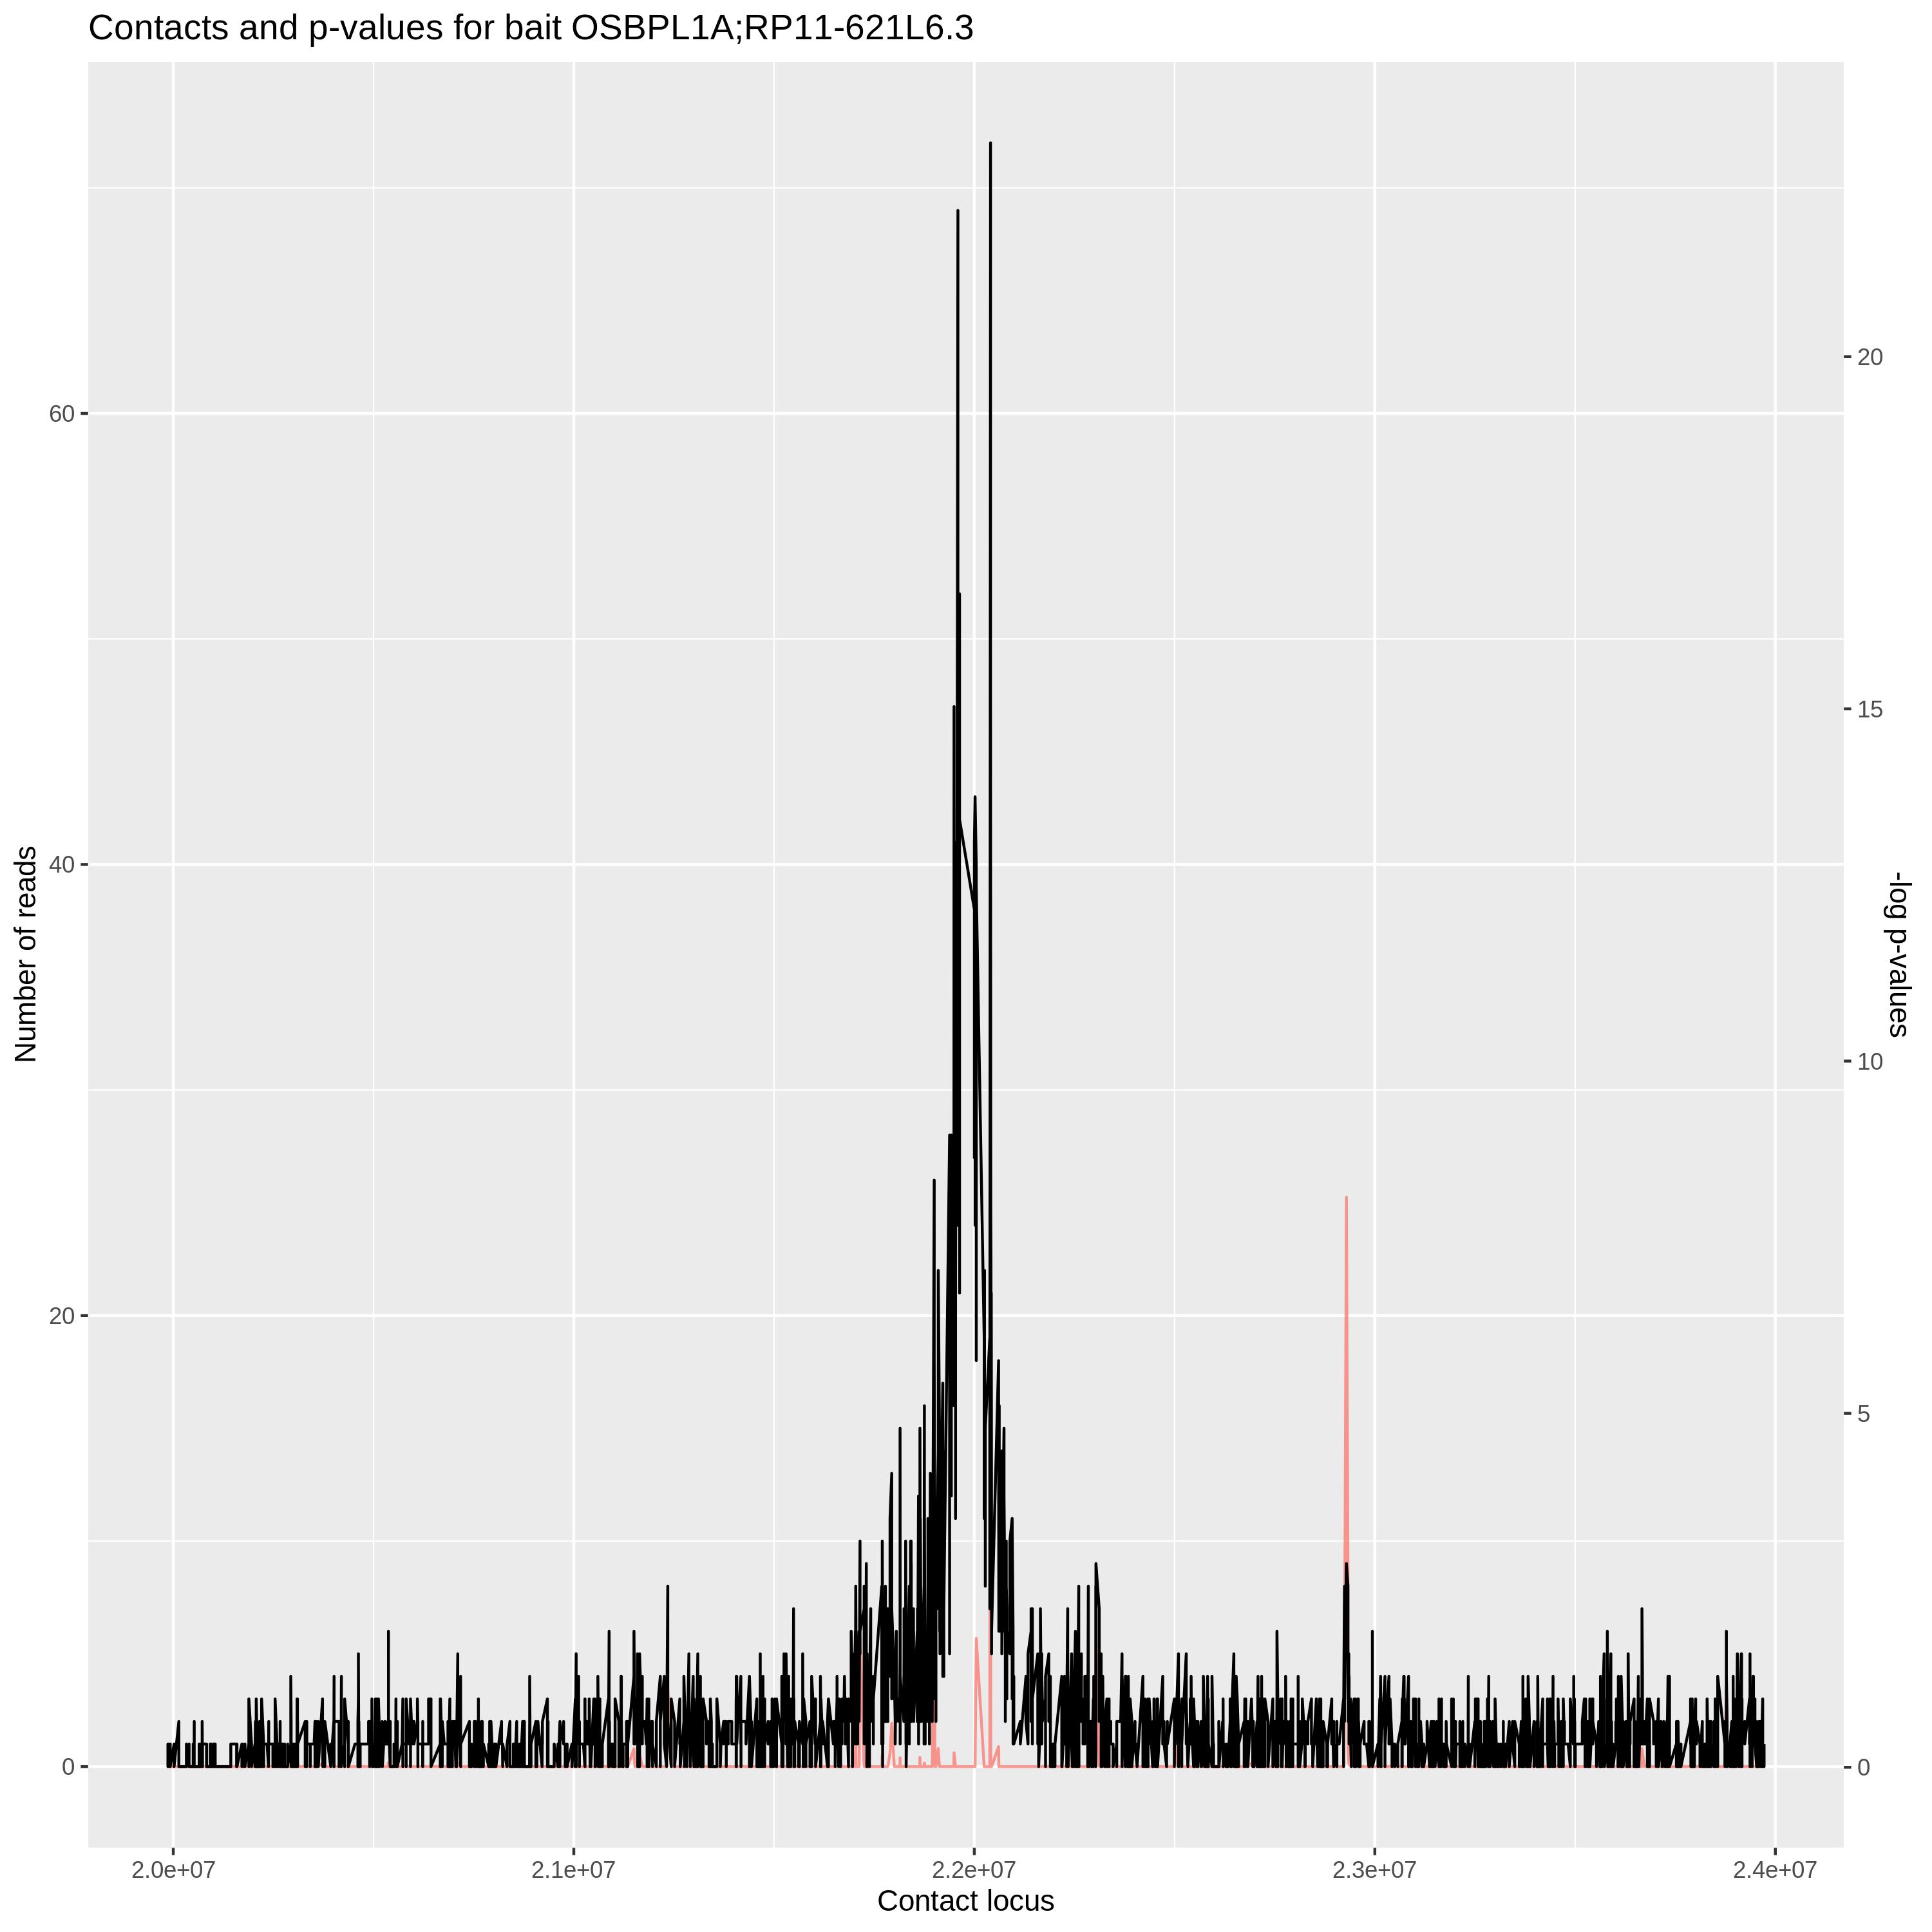 Contacts and p-values for bait OSBPL1A;RP11-621L6.3
60
40
20
0
Number of reads
20
15
10
5
0
-log p-values
2.0e+07
2.1e+07
2.2e+07
2.3e+07
2.4e+07
Contact locus